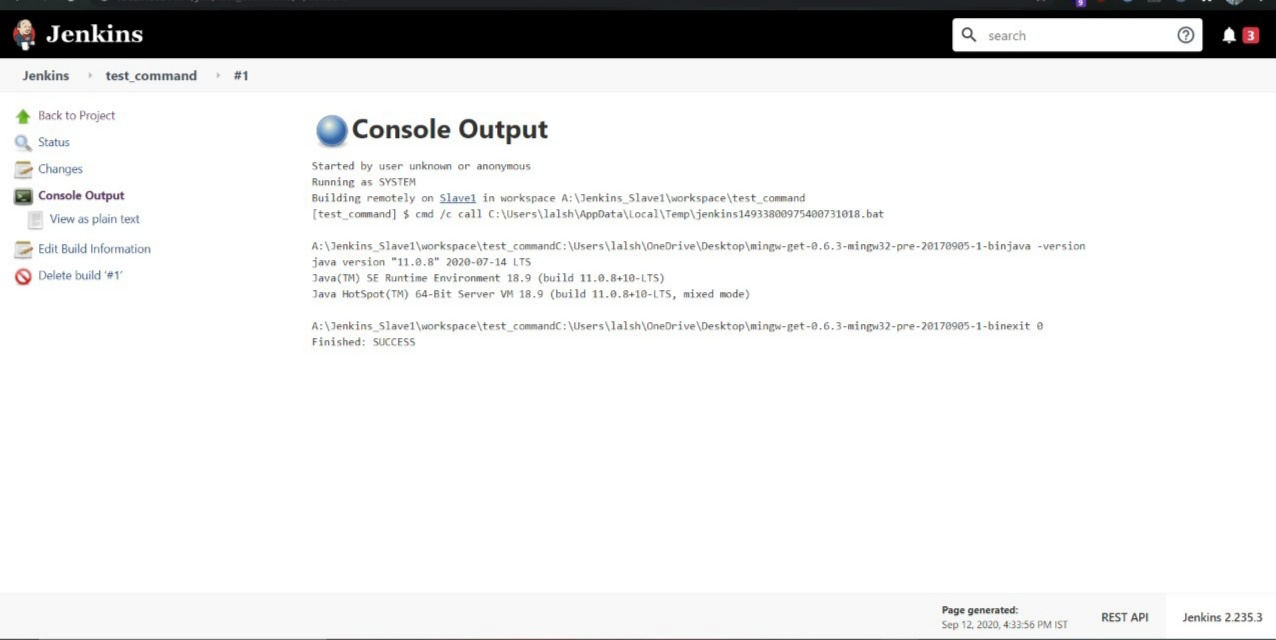 Jenkins
search
3
Jenkins
test_command
#1
Back to Project
Status
Changes
Console Output
View as plain text
Edit Build Information
Delete build '#1'
Console Output
Started by user unknown or anonymous
Running as SYSTEM
Building remotely on Slave1 in workspace A:\Jenkins_Slave1\workspace\test_command
[test_command] $ cmd /c call C:\Users\lalsh\AppData\Local\Temp\jenkins14933800975400731018.bat
A:\Jenkins_Slave1\workspace\test_commandC:\Users\lalsh\OneDrive\Desktop\mingw-get-0.6.3-mingw32-pre-20170905-1-binjava -version
java version "11.0.8" 2020-07-14 LTS
Java(TM) SE Runtime Environment 18.9 (build 11.0.8+10-LTS)
Java HotSpot(TM) 64-Bit Server VM 18.9 (build 11.0.8+10-LTS, mixed mode)
A:\Jenkins_Slave1\workspace\test_commandC:\Users\lalsh\OneDrive\Desktop\mingw-get-0.6.3-mingw32-pre-20170905-1-binexit 0
Finished: SUCCESS
Page generated:
Sep 12, 2020, 4:33:56 PM IST
REST API
Jenkins 2.235.3